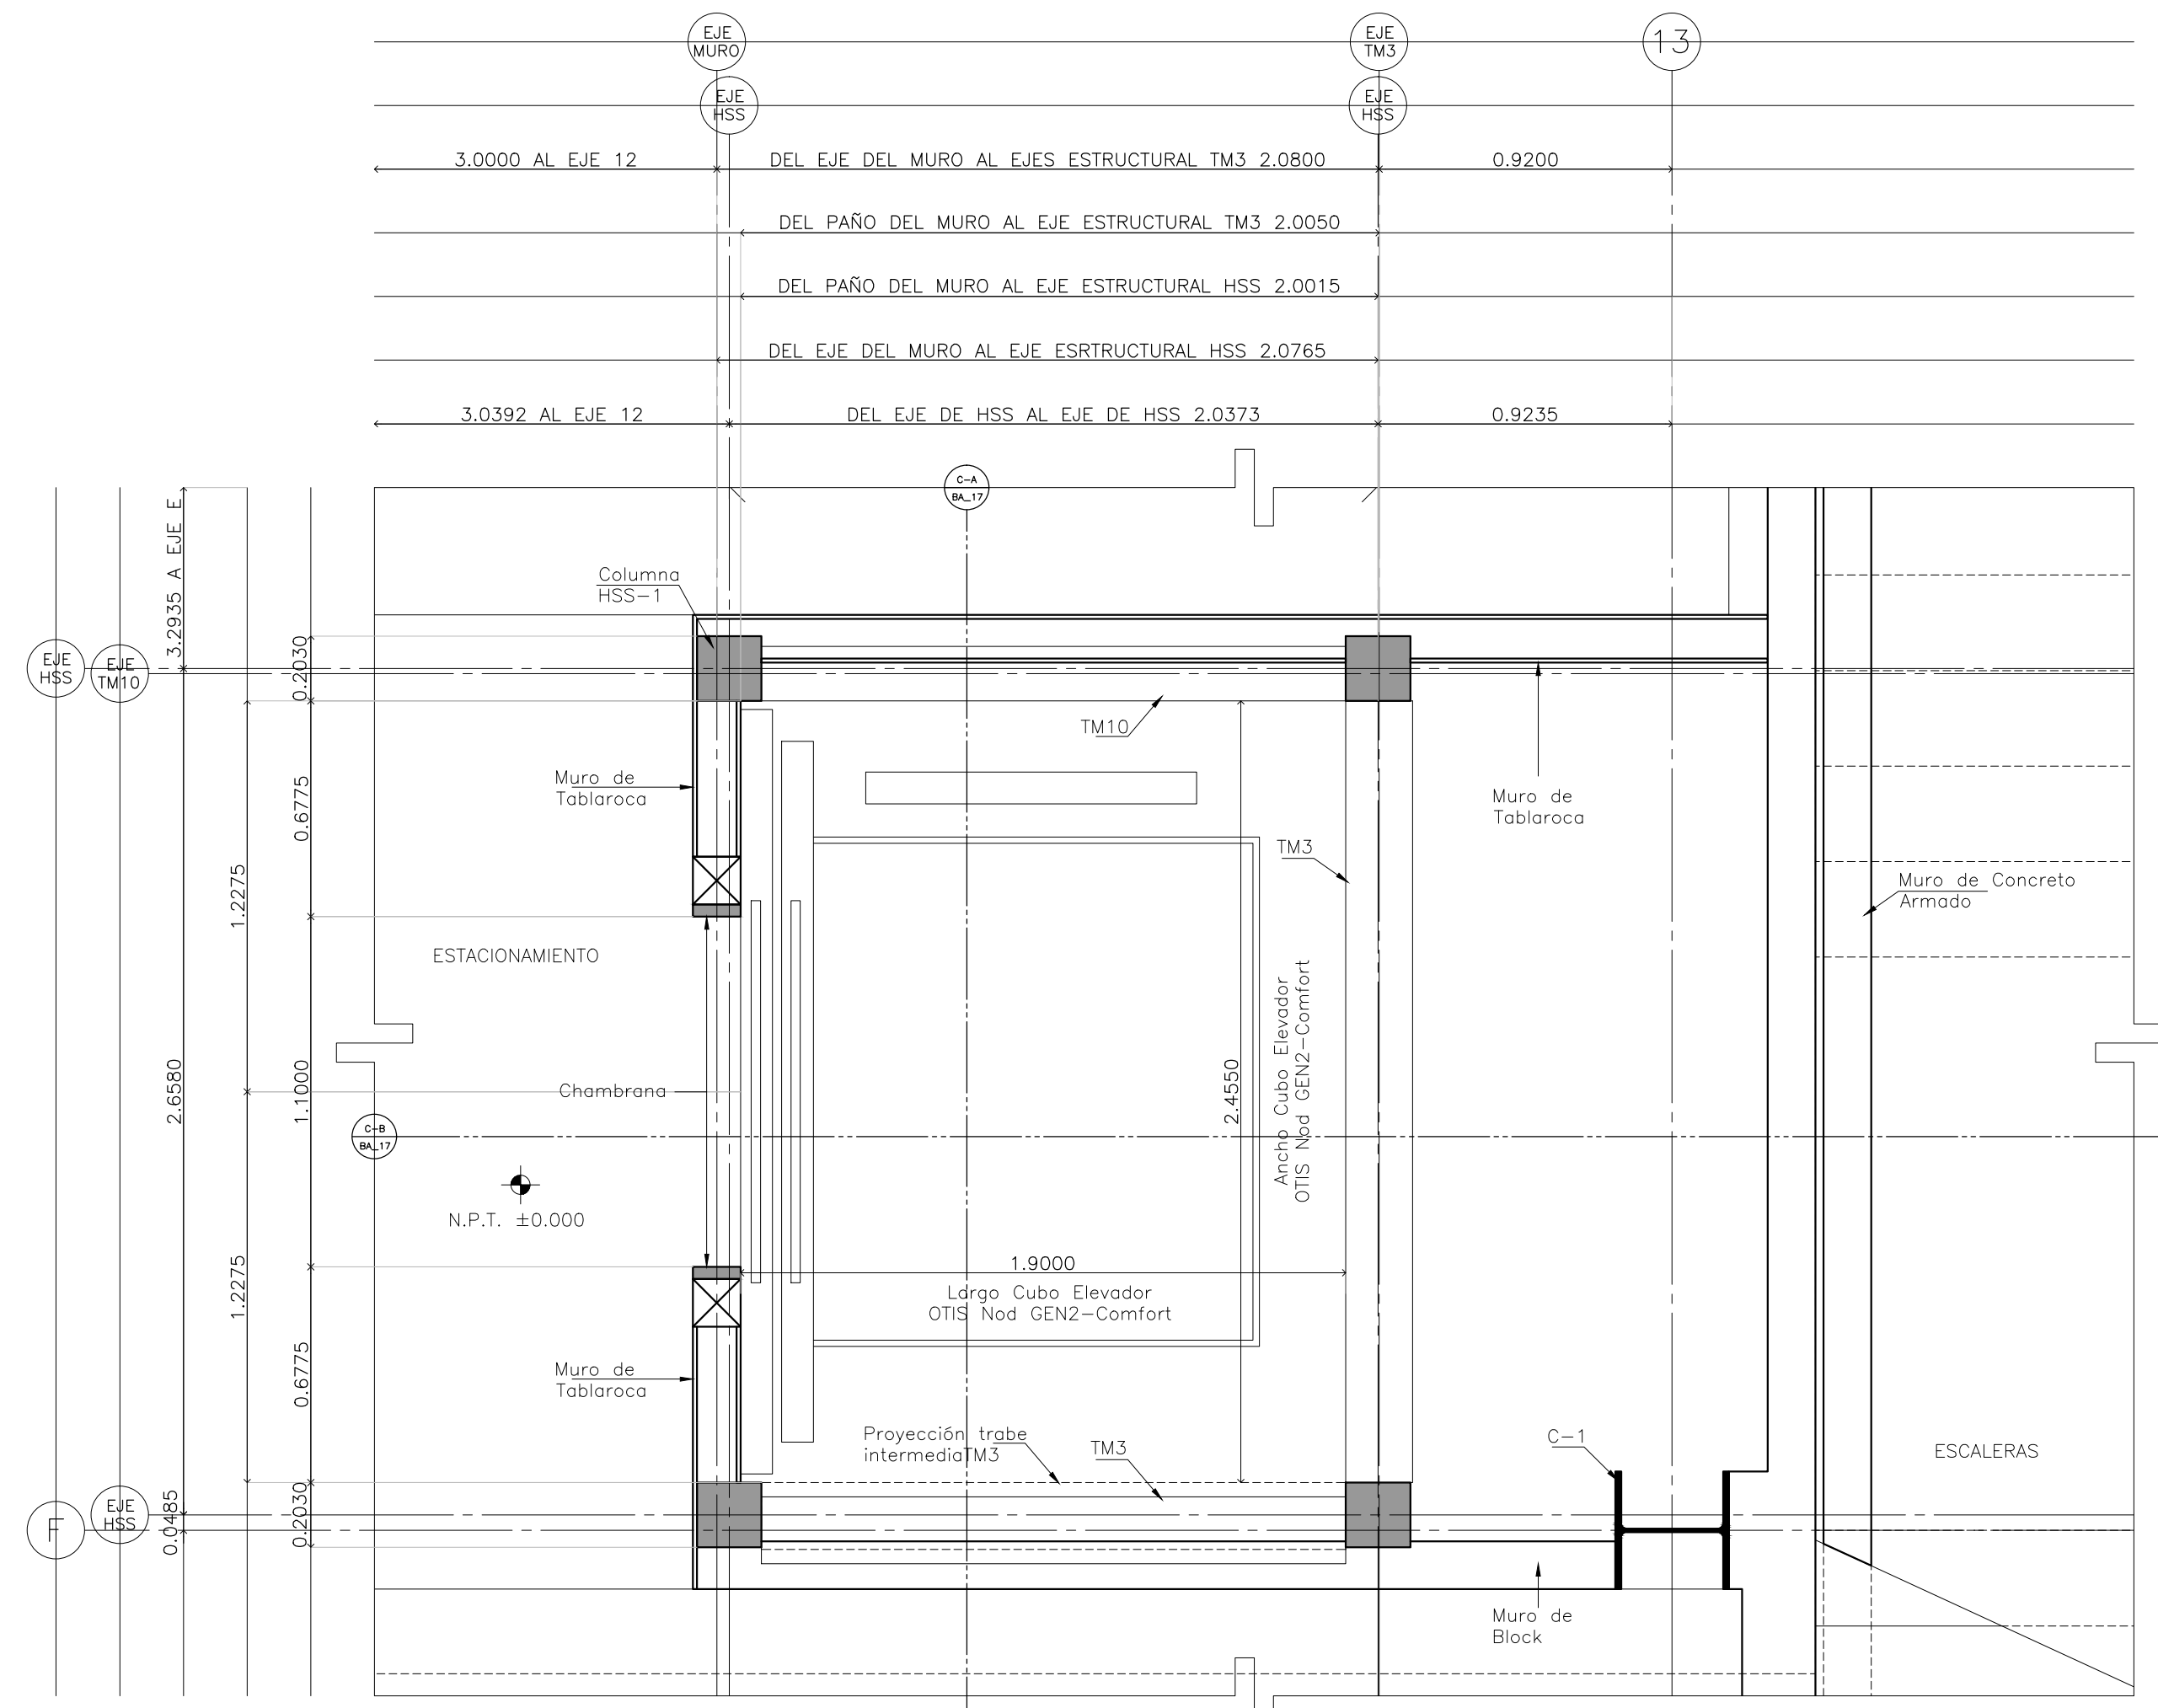 EJE
MURO
EJE
TM3
13
EJE
HSS
EJE
HSS
3.0000 AL EJE 12
DEL EJE DEL MURO AL EJES ESTRUCTURAL TM3 2.0800
0.9200
DEL PAÑO DEL MURO AL EJE ESTRUCTURAL TM3 2.0050
DEL PAÑO DEL MURO AL EJE ESTRUCTURAL HSS 2.0015
DEL EJE DEL MURO AL EJE ESRTRUCTURAL HSS 2.0765
3.0392 AL EJE 12
DEL EJE DE HSS AL EJE DE HSS 2.0373
0.9235
C-A
BA_17
3.2935 A EJE E
Columna
HSS-1
EJE
HSS
EJE
TM10
0.2030
TM10
Muro de
Tablaroca
0.6775
Muro de
Tablaroca
TM3
1.2275
Muro de Concreto
Armado
ESTACIONAMIENTO
2.6580
1.1000
Chambrana
2.4550
Ancho Cubo Elevador
OTIS Nod GEN2-Comfort
C-B
BA_17
N.P.T. ±0.000
1.2275
1.9000
Largo Cubo Elevador
OTIS Nod GEN2-Comfort
0.6775
Muro de
Tablaroca
Proyección trabe
intermediaTM3
TM3
C-1
ESCALERAS
F
EJE
HSS
0.0485
0.2030
Muro de
Block